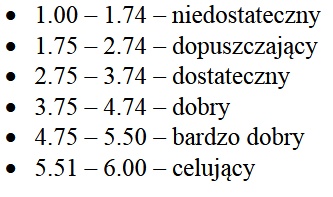 • 1.00 – 1.74 – niedostateczny
• 1.75 – 2.74 – dopuszczający
• 2.75 – 3.74 – dostateczny
• 3.75 – 4.74 – dobry
• 4.75 – 5.50 – bardzo dobry
• 5.51 – 6.00 – celujący